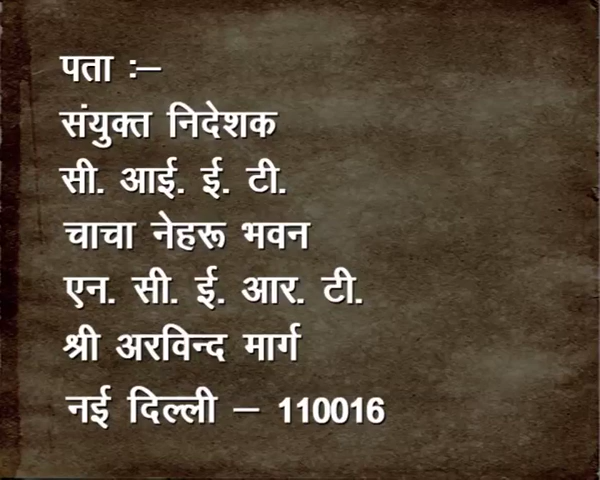 पता :–
संयुक्त निदेशक
सी. आई. ई. टी.
चाचा नेहरू भवन
एन. सी. ई. आर. टी.
श्री अरविन्द मार्ग
नई दिल्ली – 110016